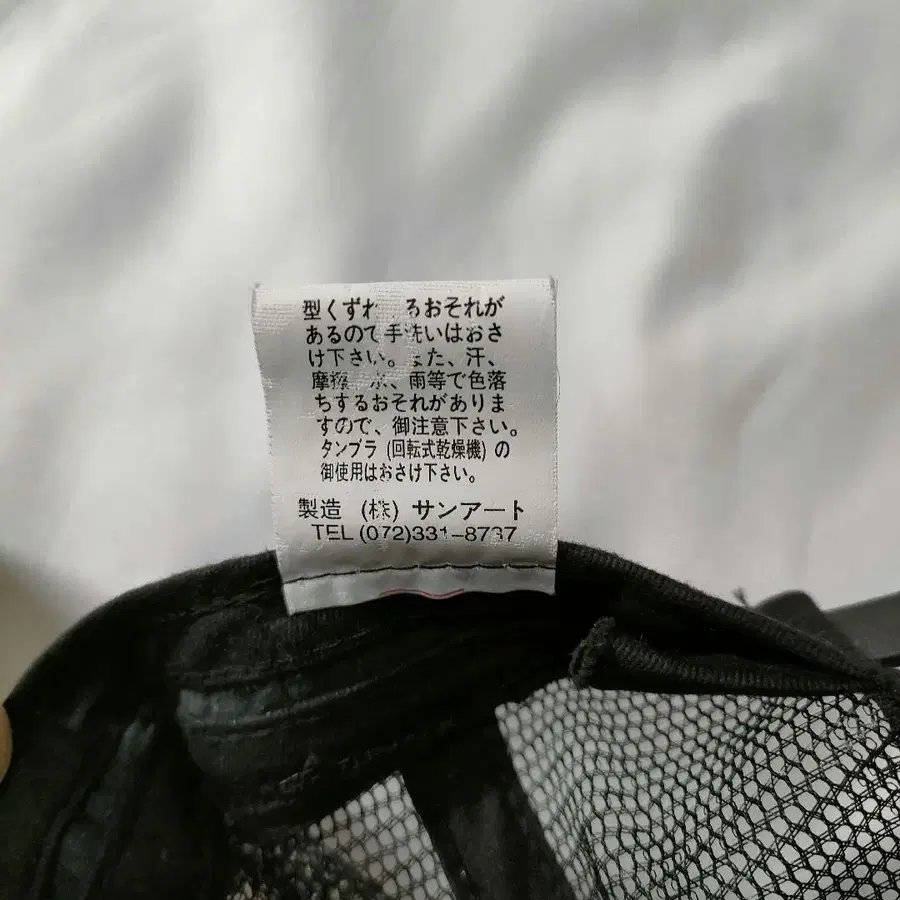 型くずれ るおそれが
あるので手洗いはおさ
け下さい。また、汗、
摩擦 水、雨等で色落
ちするおそれがありま
すので、御注意下さい。
タンブラ (回転式乾燥機) の
御使用はおさけ下さい。
製造 (株) サンアート
TEL (072)331-8737